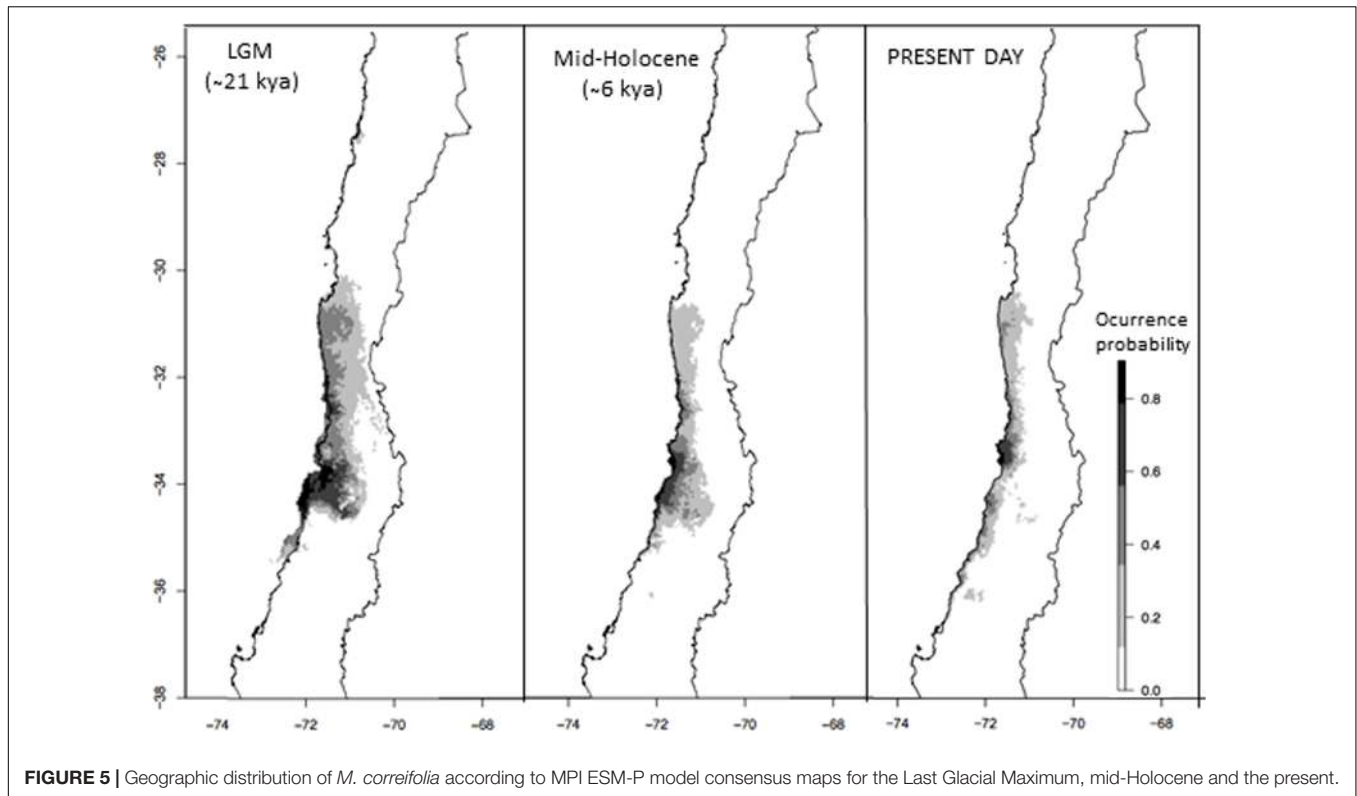 LGM
(~21 kya)
Mid-Holocene
(~6 kya)
PRESENT DAY
-26
-28
-30
-32
-34
-36
-38
Ocurrence
probability
0.8
0.6
0.4
0.2
0.0
-74 -72 -70 -68
-74 -72 -70 -68
-74 -72 -70 -68
FIGURE 5 | Geographic distribution of M. correifolia according to MPI ESM-P model consensus maps for the Last Glacial Maximum, mid-Holocene and the present.